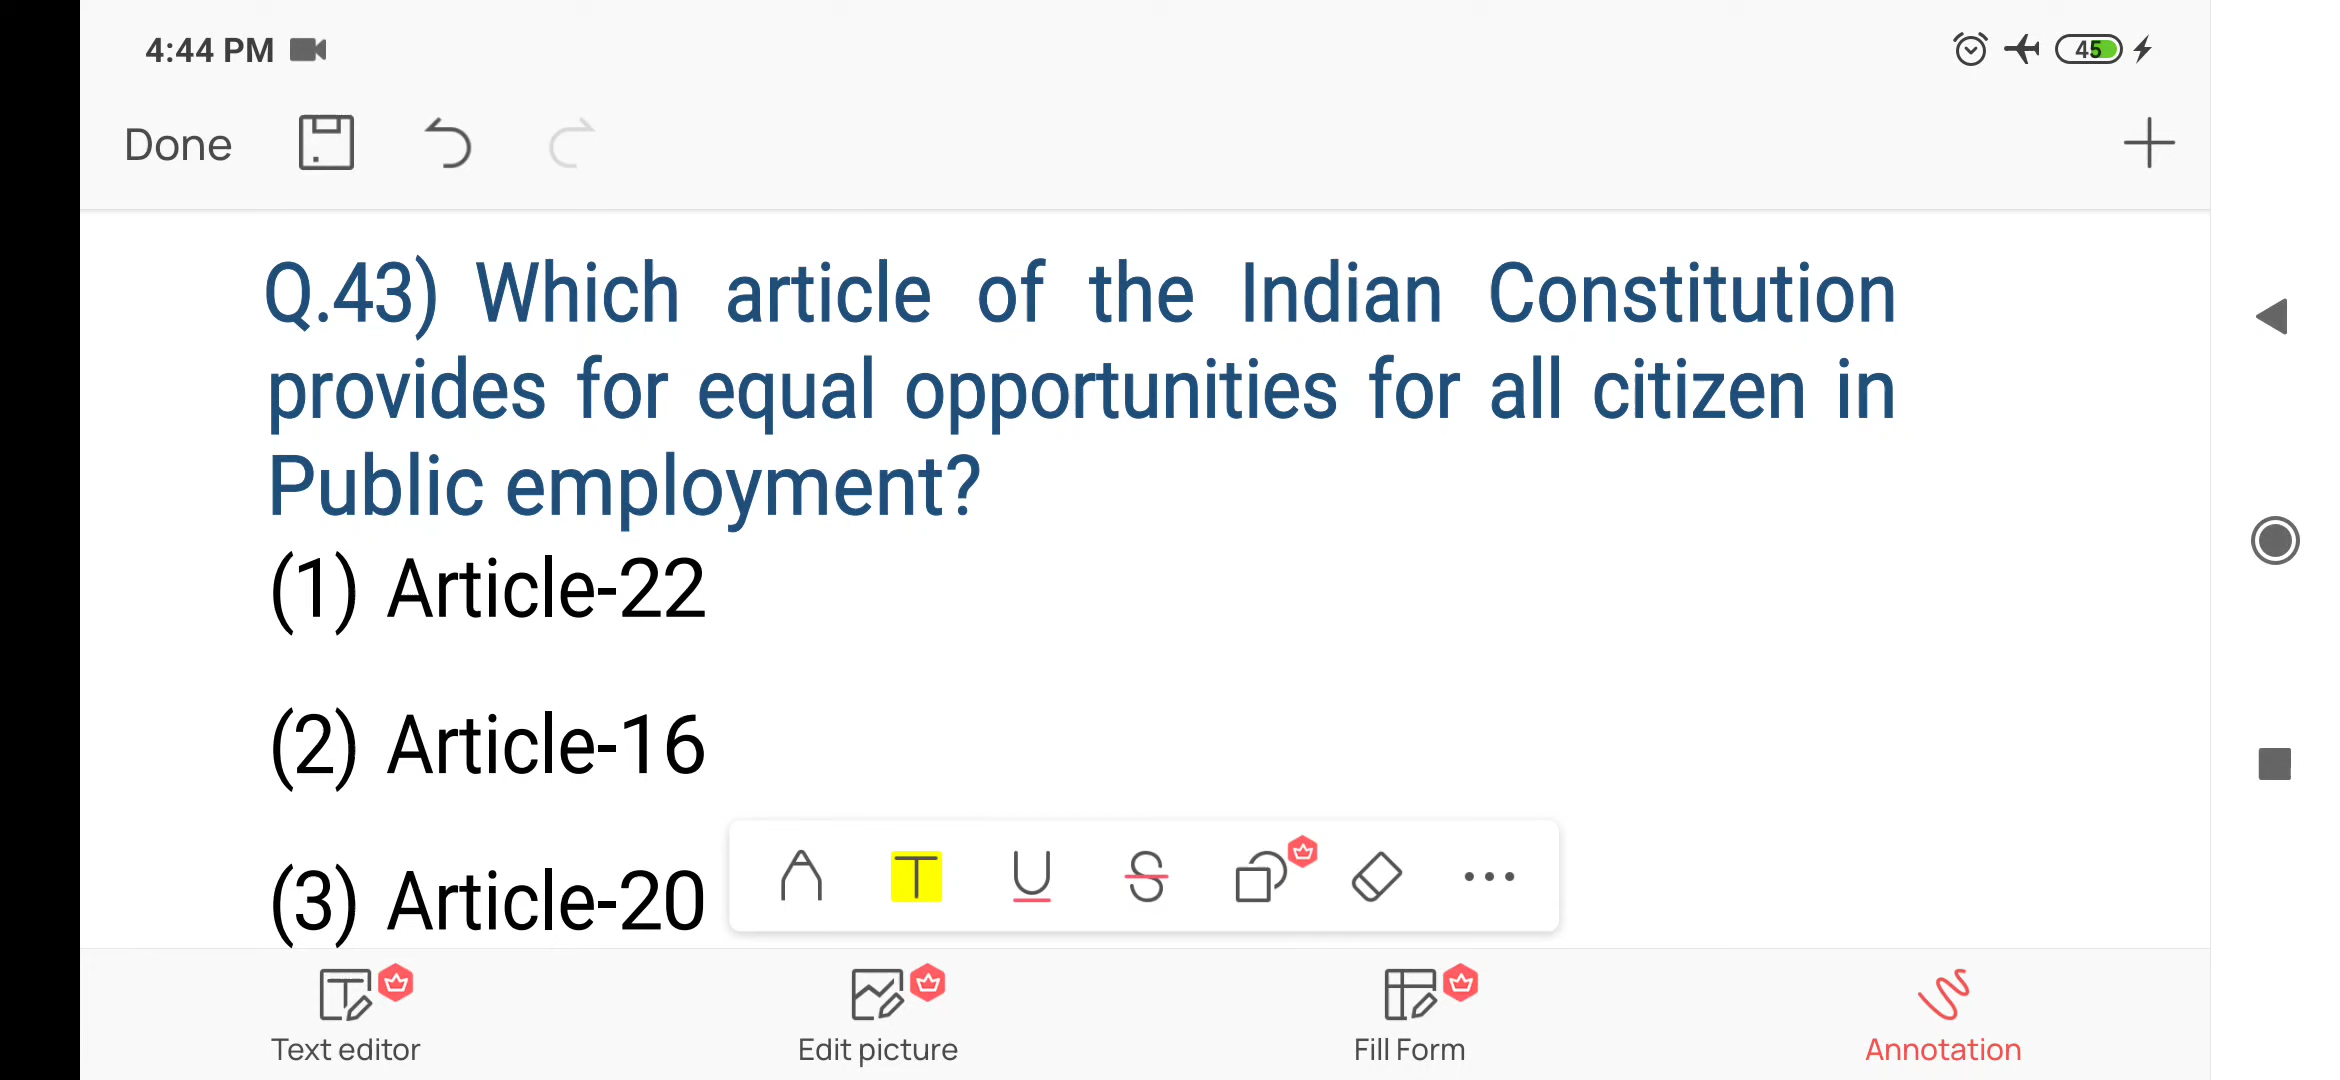 4:44 PM
45
Done
Q.43) Which article of the Indian Constitution
provides for equal opportunities for all citizen in
Public employment?
(1) Article-22
(2) Article-16
(3) Article-20
T U S
Text editor
Edit picture
Fill Form
Annotation